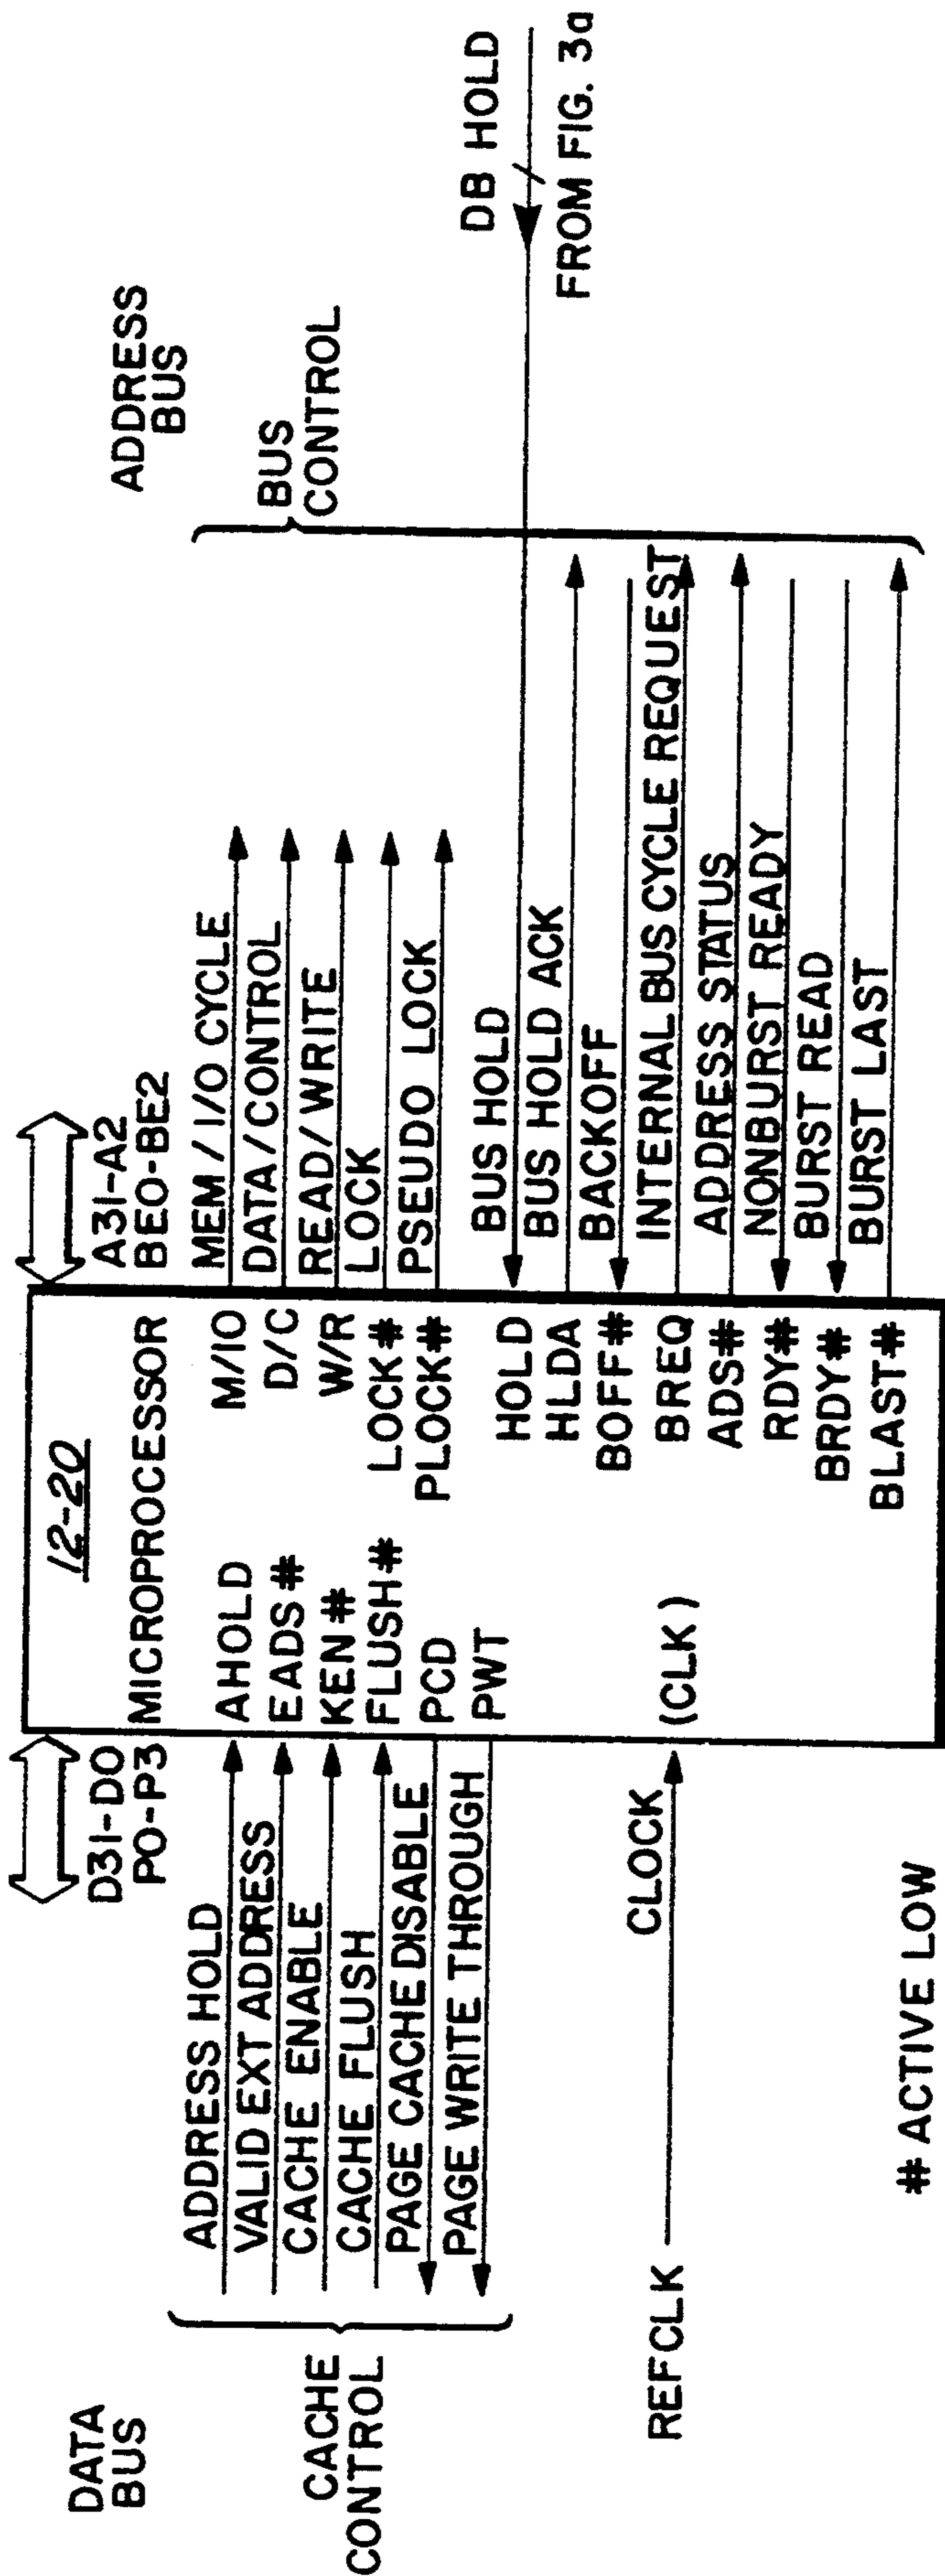 DATA
BUS
D31-D0
P0-P3
12-20
MICROPROCESSOR
A31-A2
BE0-BE2
ADDRESS
BUS
CACHE
CONTROL
ADDRESS HOLD
AHOLD
VALID EXT ADDRESS
EADS#
CACHE ENABLE
KEN#
CACHE FLUSH
FLUSH#
PAGE CACHE DISABLE
PCD
PAGE WRITE THROUGH
PWT
REFCLK
CLOCK
(CLK)
M/IO
MEM/I/O CYCLE
D/C
DATA/CONTROL
W/R
READ/WRITE
LOCK#
LOCK
PLOCK#
PSEUDO LOCK
BUS
CONTROL
HOLD
BUS HOLD
HLDA
BUS HOLD ACK
BOFF#
BACKOFF
BREQ
INTERNAL BUS CYCLE REQUEST
ADS#
ADDRESS STATUS
RDY#
NONBURST READY
BRDY#
BURST READ
BLAST#
BURST LAST
DB HOLD
FROM FIG. 3a
# ACTIVE LOW